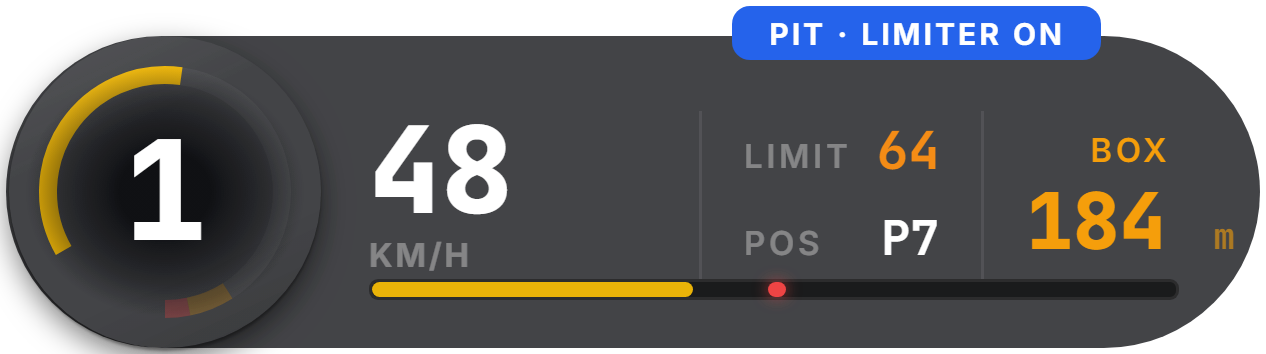 PIT · LIMITER ON
1
48
KM/H
LIMIT 64
POS P7
BOX
184 m